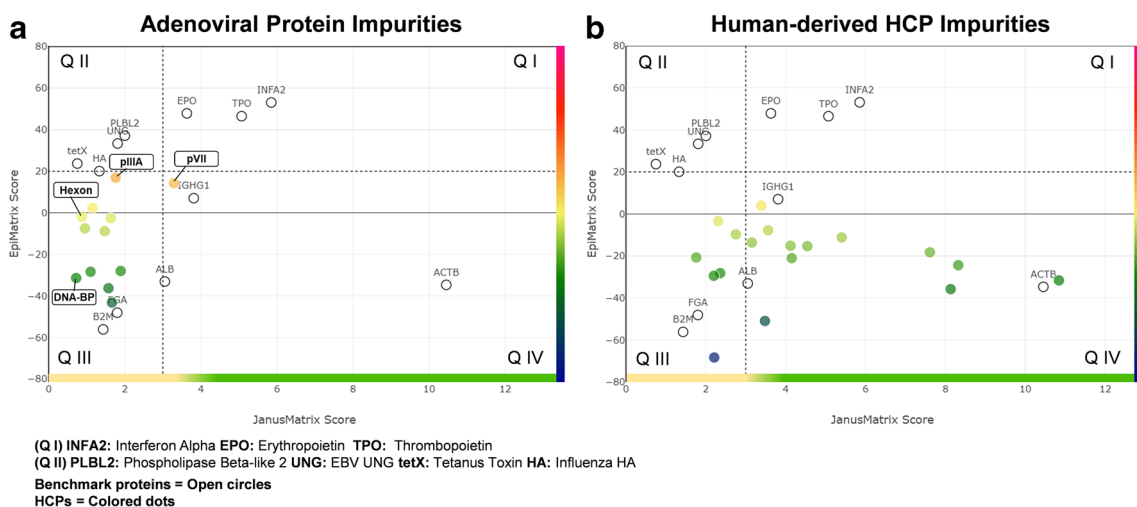 a
Adenoviral Protein Impurities
80
60
40
20
0
−20
−40
−60
−80
EpiMatrix Score
Q II
Q I
INFA2
EPO
TPO
PLBL2
UNG
tetX
HA
pIIIA
pVII
IGHG1
Hexon
ALB
ACTB
DNA-BP
FGA
B2M
Q III
Q IV
0 2 4 6 8 10 12
JanusMatrix Score
b
Human-derived HCP Impurities
80
60
40
20
0
−20
−40
−60
−80
EpiMatrix Score
Q II
Q I
INFA2
EPO
TPO
PLBL2
UNG
tetX
HA
IGHG1
ALB
ACTB
FGA
B2M
Q III
Q IV
0 2 4 6 8 10 12
JanusMatrix Score
(Q I) INFA2: Interferon Alpha EPO: Erythropoietin TPO: Thrombopoietin
(Q II) PLBL2: Phospholipase Beta-like 2 UNG: EBV UNG tetX: Tetanus Toxin HA: Influenza HA
Benchmark proteins = Open circles
HCPs = Colored dots